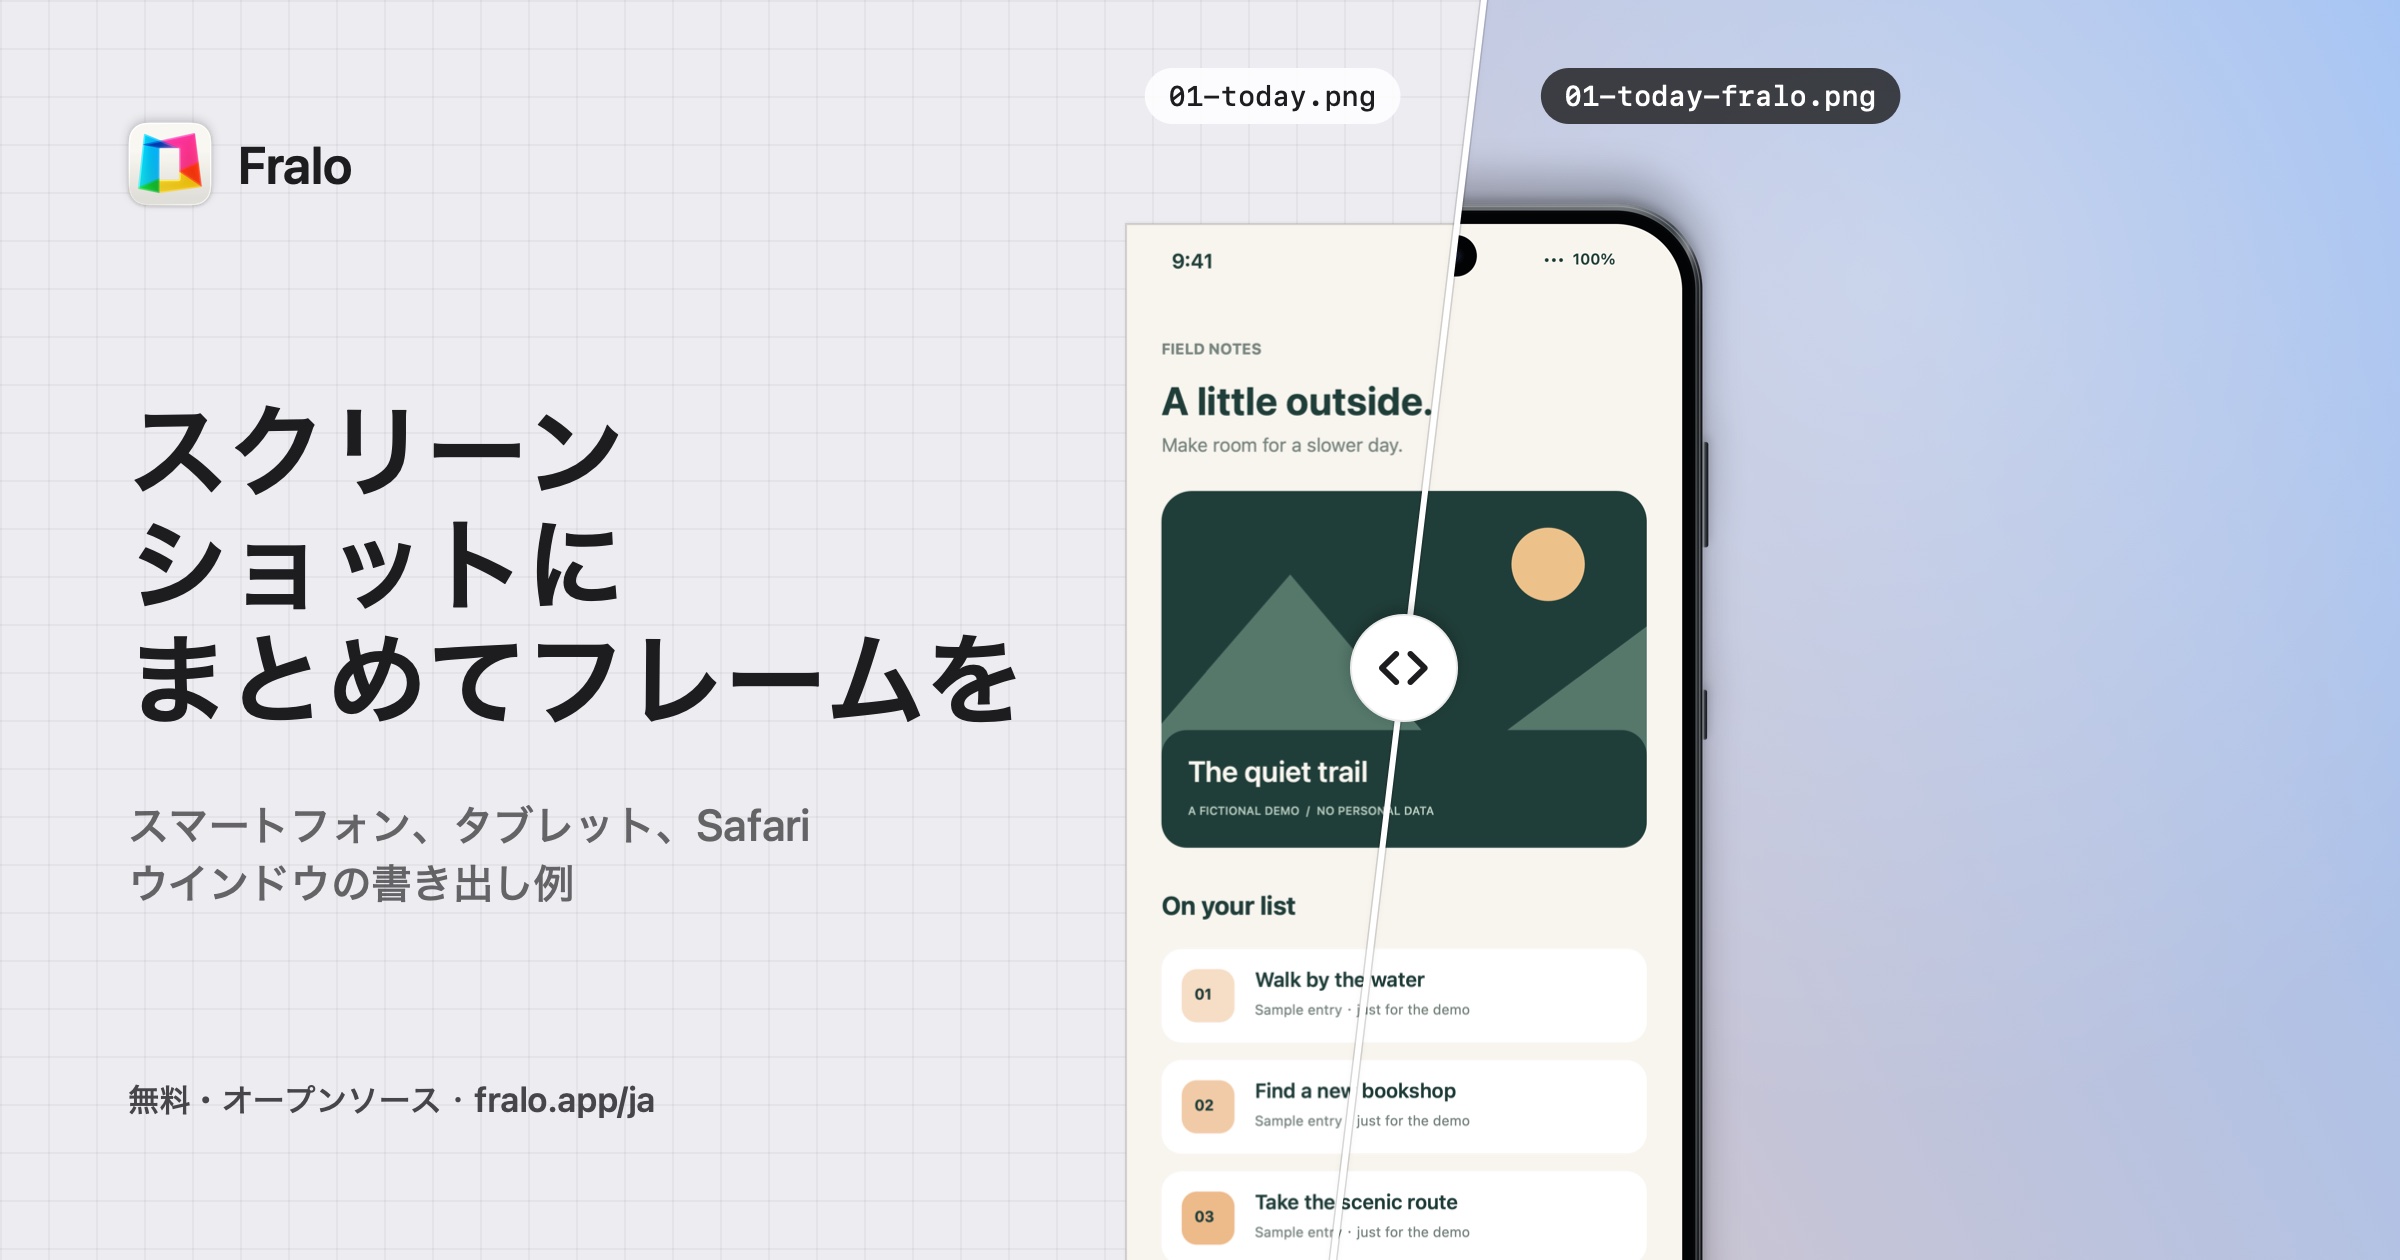 Fralo
スクリーン
ショットに
まとめてフレームを
スマートフォン、タブレット、Safari
ウインドウの書き出し例
無料・オープンソース · fralo.app/ja
01-today.png
01-today-fralo.png
9:41
••• 100%
FIELD NOTES
A little outside.
Make room for a slower day.
The quiet trail
A FICTIONAL DEMO / NO PERSONAL DATA
On your list
01
Walk by the water
Sample entry · just for the demo
02
Find a new bookshop
Sample entry · just for the demo
03
Take the scenic route
Sample entry · just for the demo